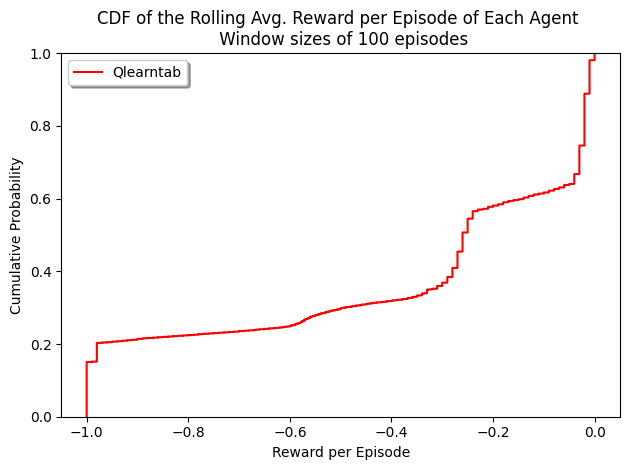 CDF of the Rolling Avg. Reward per Episode of Each Agent
Window sizes of 100 episodes
Qlearntab
1.0
0.8
0.6
0.4
0.2
0.0
Cumulative Probability
−1.0 −0.8 −0.6 −0.4 −0.2 0.0
Reward per Episode